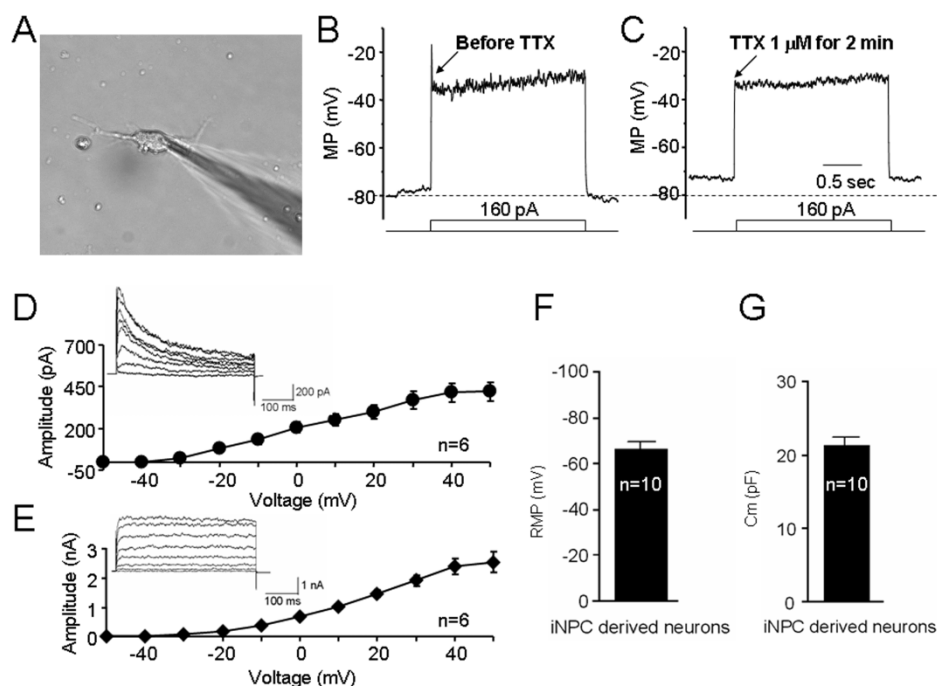 A
B
-20
-40
-60
-80
MP (mV)
Before TTX
160 pA
C
-20
-40
-60
-80
MP (mV)
TTX 1 μM for 2 min
0.5 sec
160 pA
D
700
450
200
-50
Amplitude (pA)
200 pA
100 ms
n=6
-40 -20 0 20 40
Voltage (mV)
E
3
2
1
0
Amplitude (nA)
1 nA
100 ms
n=6
-40 -20 0 20 40
Voltage (mV)
F
-100
-80
-60
-40
-20
0
RMP (mV)
n=10
iNPC derived neurons
G
30
20
10
0
Cm (pF)
n=10
iNPC derived neurons